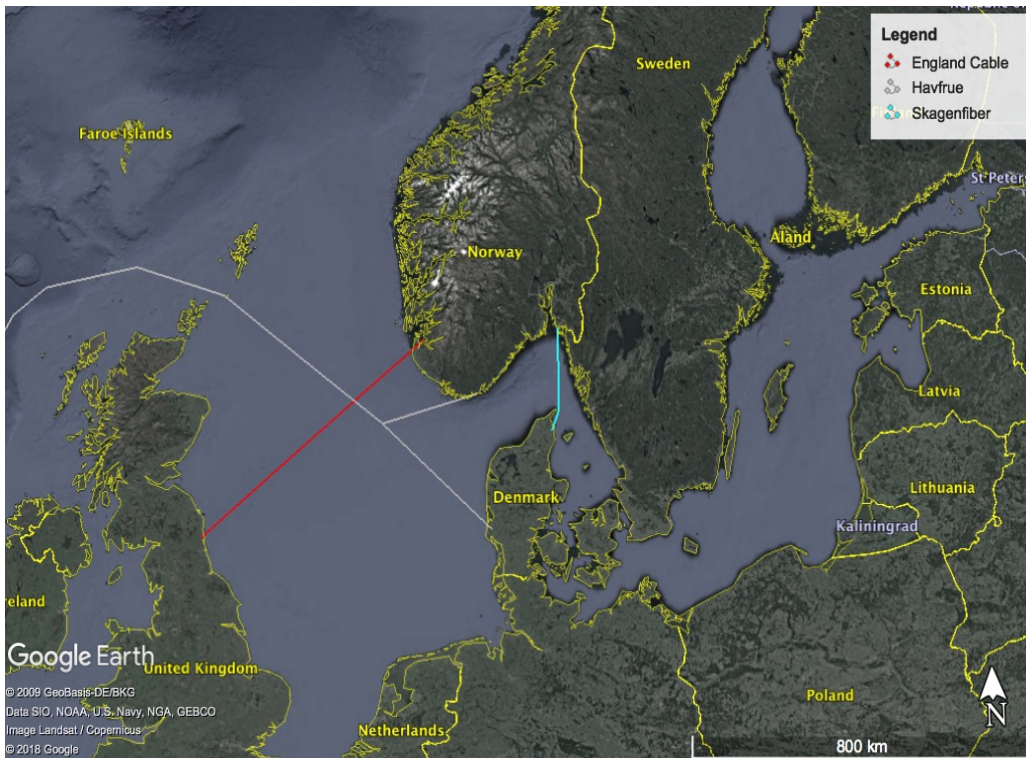 Sweden
Legend
England Cable
Havfrue
Skagenfiber
Faroe Islands
St Peters
Åland
Norway
Estonia
Latvia
Denmark
Lithuania
Kaliningrad
reland
Google Earth
United Kingdom
© 2009 GeoBasis-DE/BKG
Data SIO, NOAA, U.S. Navy, NGA, GEBCO
Image Landsat / Copernicus
© 2018 Google
Poland
Netherlands
N
800 km